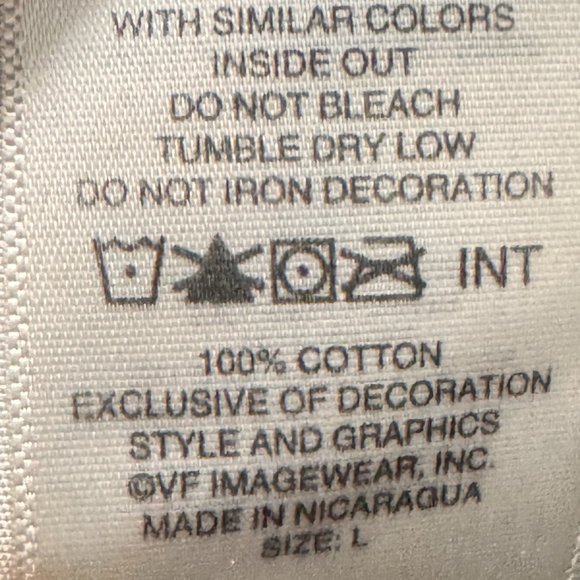 WITH SIMILAR COLORS
INSIDE OUT
DO NOT BLEACH
TUMBLE DRY LOW
DO NOT IRON DECORATION
INT
100% COTTON
EXCLUSIVE OF DECORATION
STYLE AND GRAPHICS
©VF IMAGEWEAR, INC.
MADE IN NICARAGUA
SIZE: L